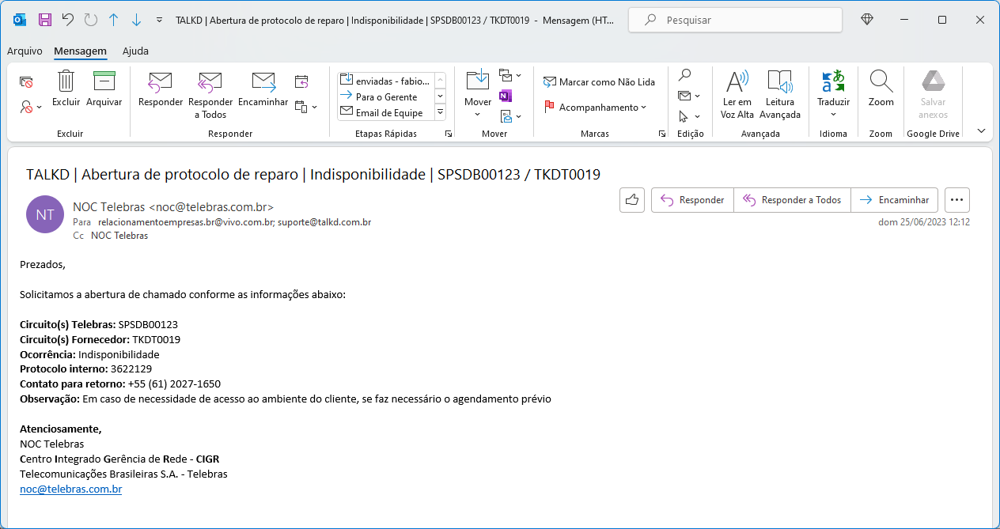 TALKD | Abertura de protocolo de reparo | Indisponibilidade | SPSDB00123 / TKDT0019 - Mensagem (HT...
Pesquisar
Arquivo Mensagem Ajuda
Excluir
Arquivar
Excluir
Responder
Responder a Todos
Encaminhar
Responder
enviadas - fabio...
Para o Gerente
Email de Equipe
Etapas Rápidas
Mover
Mover
Marcar como Não Lida
Acompanhamento
Marcas
Edição
Ler em Voz Alta
Leitura Avançada
Avançada
Traduzir
Idioma
Zoom
Zoom
Salvar anexos
Google Drive
TALKD | Abertura de protocolo de reparo | Indisponibilidade | SPSDB00123 / TKDT0019
NT
NOC Telebras <noc@telebras.com.br>
Para relacionamentoempresas.br@vivo.com.br; suporte@talkd.com.br
Cc NOC Telebras
Responder
Responder a Todos
Encaminhar
dom 25/06/2023 12:12
Prezados,
Solicitamos a abertura de chamado conforme as informações abaixo:
Circuito(s) Telebras: SPSDB00123
Circuito(s) Fornecedor: TKDT0019
Ocorrência: Indisponibilidade
Protocolo interno: 3622129
Contato para retorno: +55 (61) 2027-1650
Observação: Em caso de necessidade de acesso ao ambiente do cliente, se faz necessário o agendamento prévio
Atenciosamente,
NOC Telebras
Centro Integrado Gerência de Rede - CIGR
Telecomunicações Brasileiras S.A. - Telebras
noc@telebras.com.br